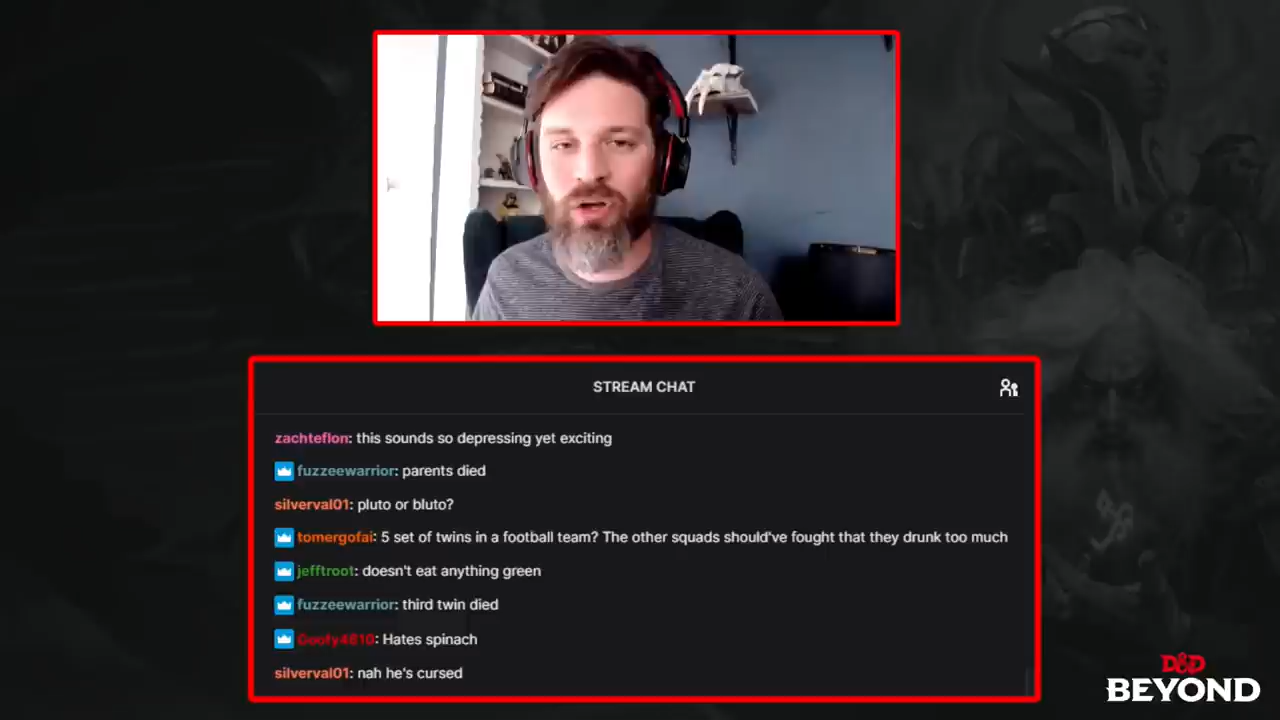 STREAM CHAT
zachteflon: this sounds so depressing yet exciting
fuzzeewarrior: parents died
silverval01: pluto or bluto?
tomergofai: 5 set of twins in a football team? The other squads should've fought that they drunk too much
jefftroot: doesn't eat anything green
fuzzeewarrior: third twin died
Goofy4810: Hates spinach
silverval01: nah he's cursed
D&D
BEYOND